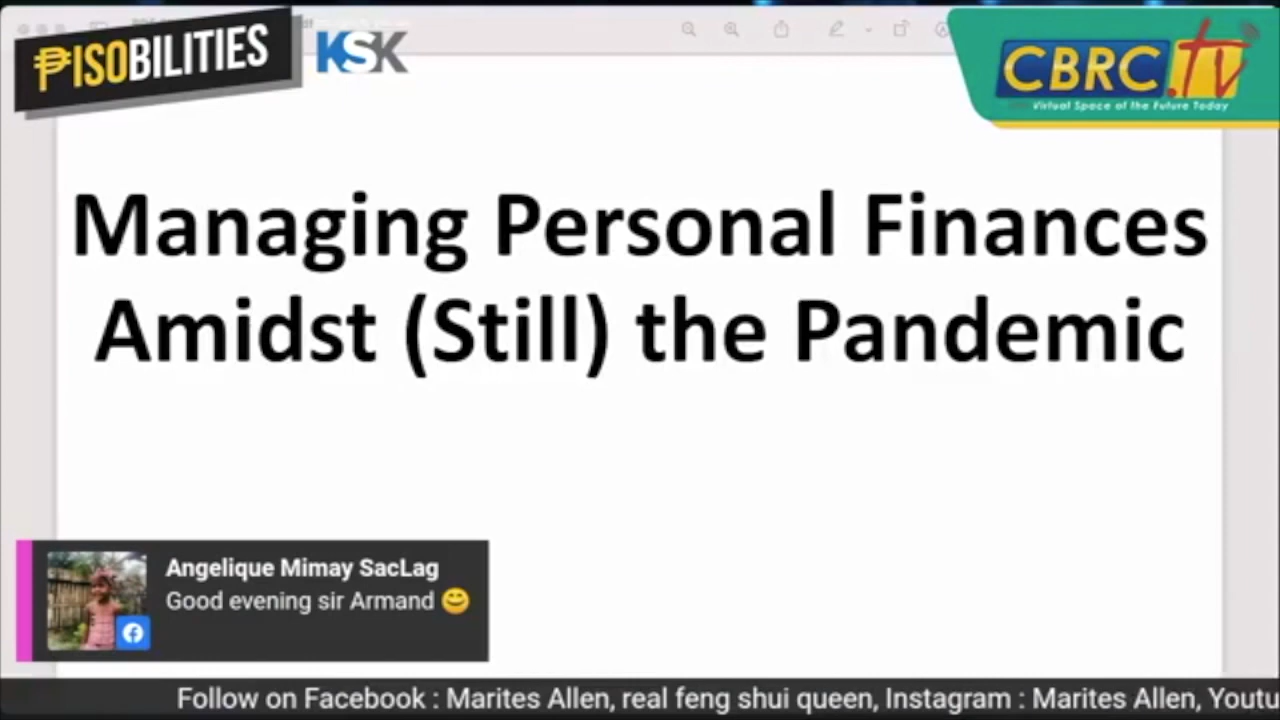 ₱ISOBILITIES
KSK
CBRC.tv
Virtual Space of the Future Today
Managing Personal Finances
Amidst (Still) the Pandemic
Angelique Mimay SacLag
Good evening sir Armand 😊
Follow on Facebook : Marites Allen, real feng shui queen, Instagram : Marites Allen, Youtu